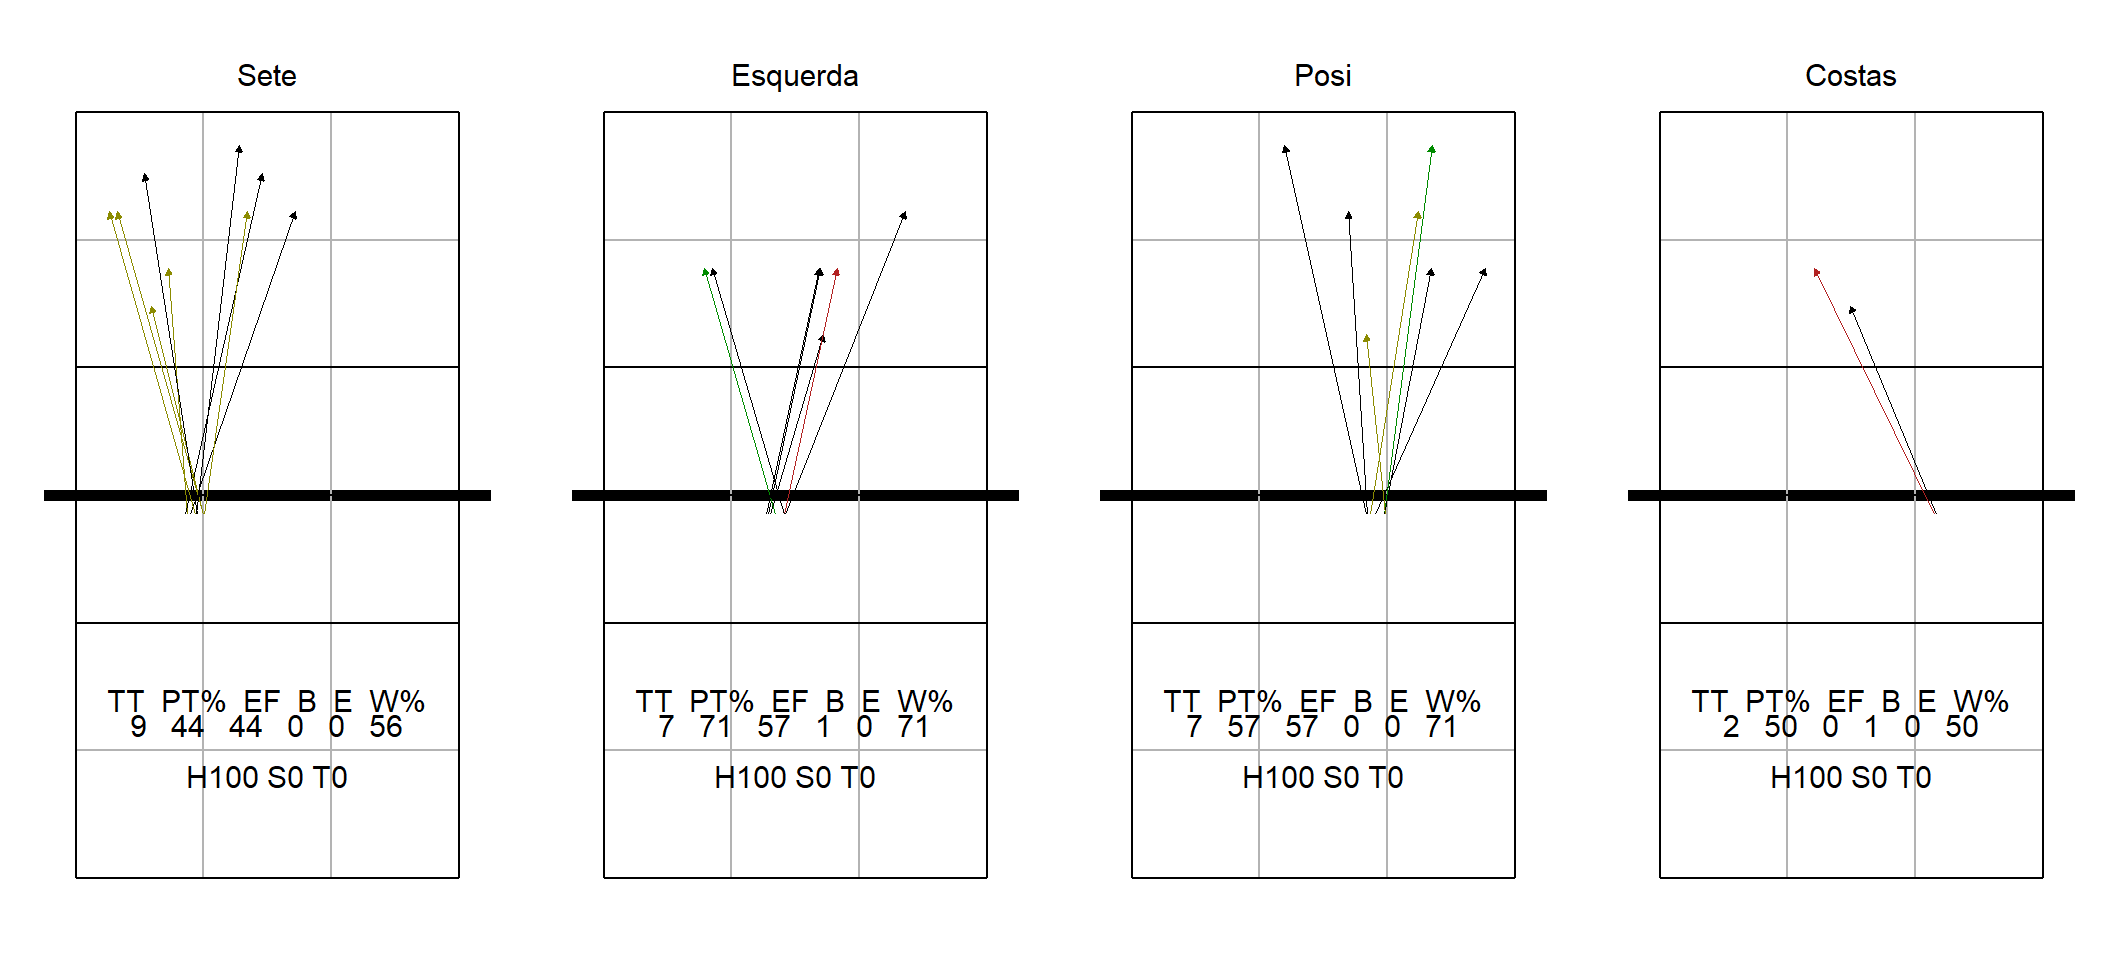 Sete
TT PT% EF B E W%
9 44 44 0 0 56
H100 S0 T0
Esquerda
TT PT% EF B E W%
7 71 57 1 0 71
H100 S0 T0
Posi
TT PT% EF B E W%
7 57 57 0 0 71
H100 S0 T0
Costas
TT PT% EF B E W%
2 50 0 1 0 50
H100 S0 T0